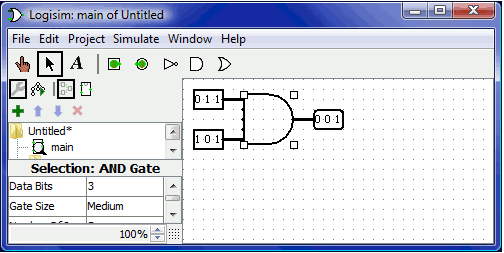 Logisim: main of Untitled
File Edit Project Simulate Window Help
A
0 1 1
0 0 1
Untitled*
main
1 0 1
Selection: AND Gate
Data Bits 3
Gate Size Medium
100%